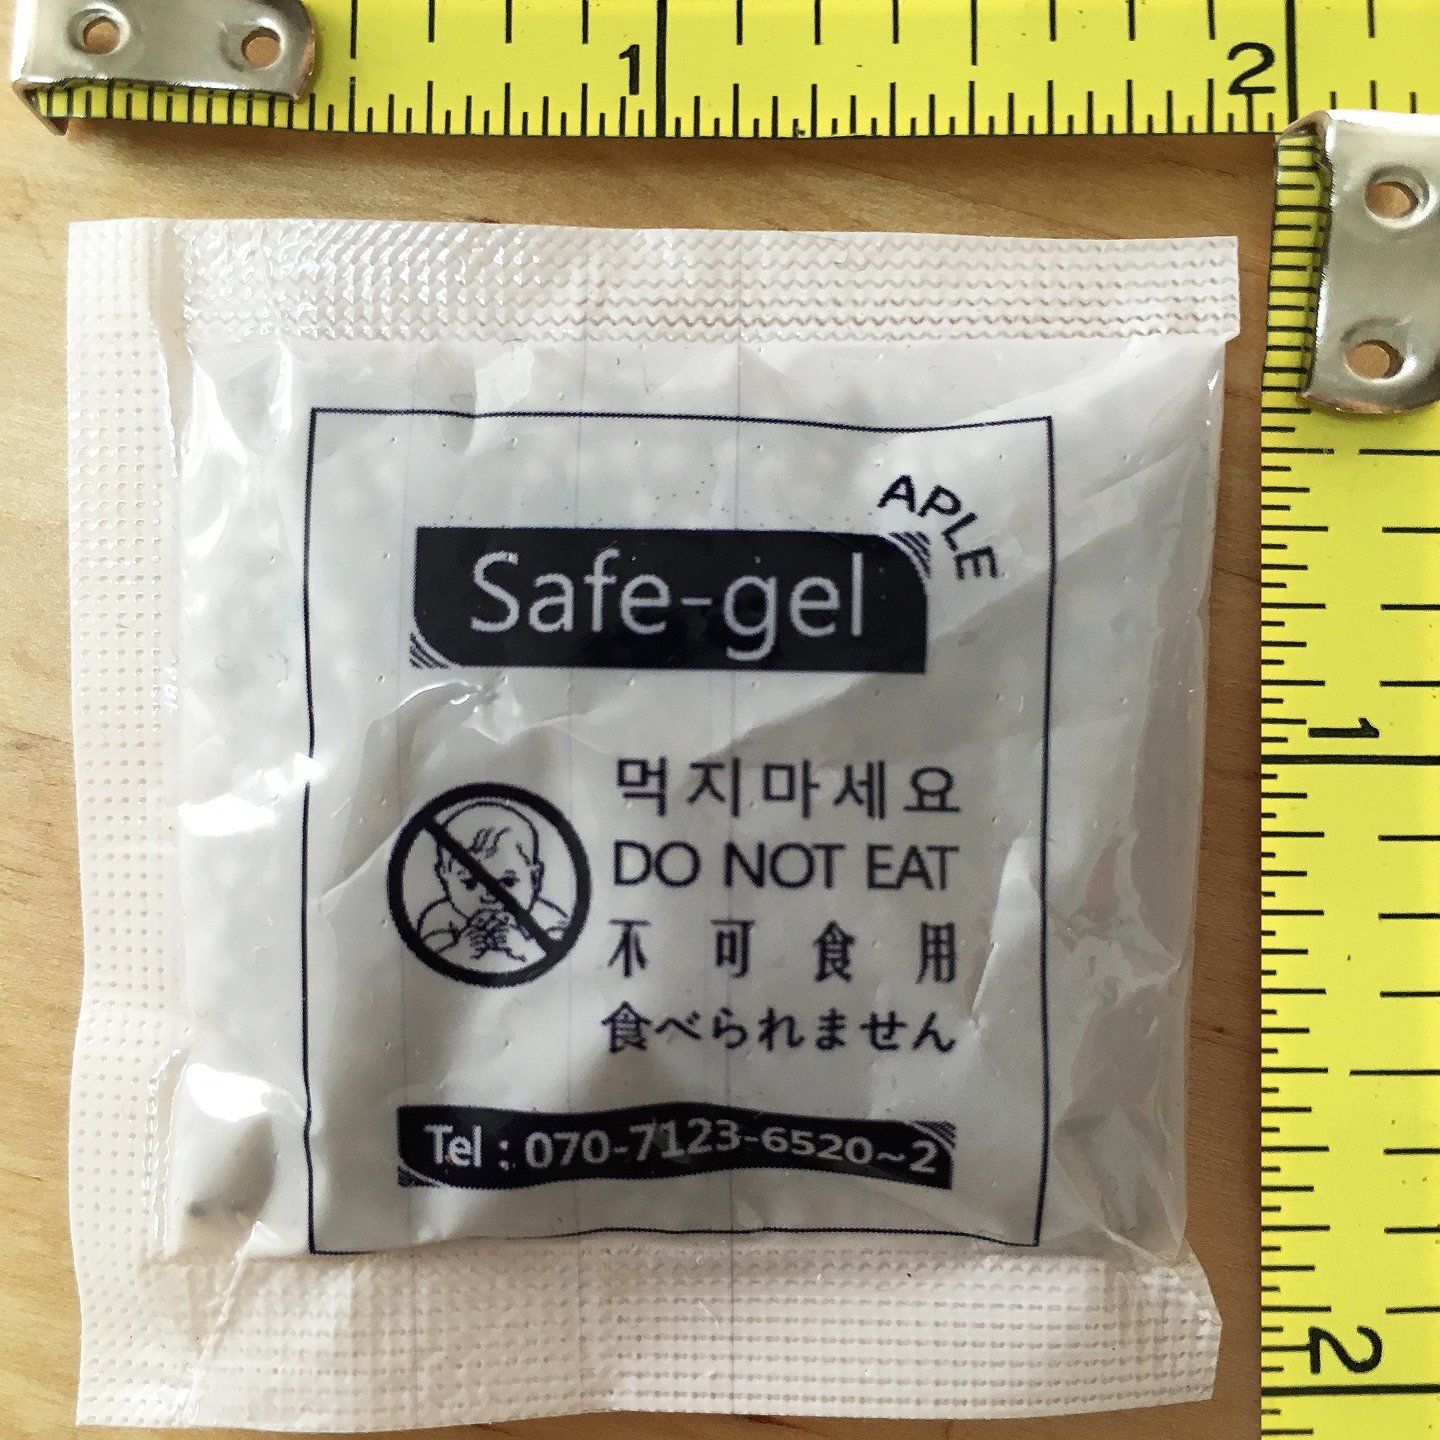 1 2
APLE
Safe-gel
먹지마세요
DO NOT EAT
不可食用
食べられません
Tel : 070-7123-6520~2
1
2